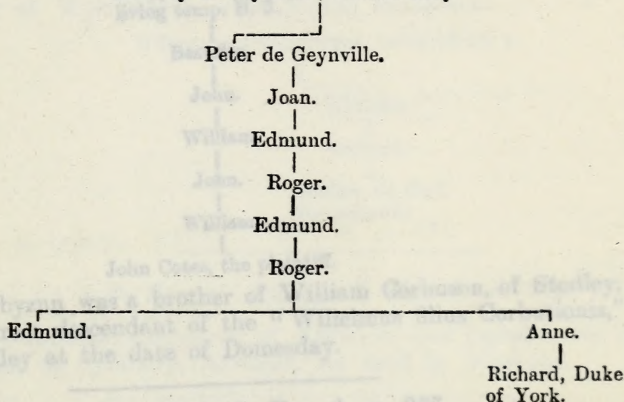 Peter de Geynville.
Joan.
Edmund.
Roger.
Edmund.
Roger.
Edmund. Anne.
Richard, Duke
of York.